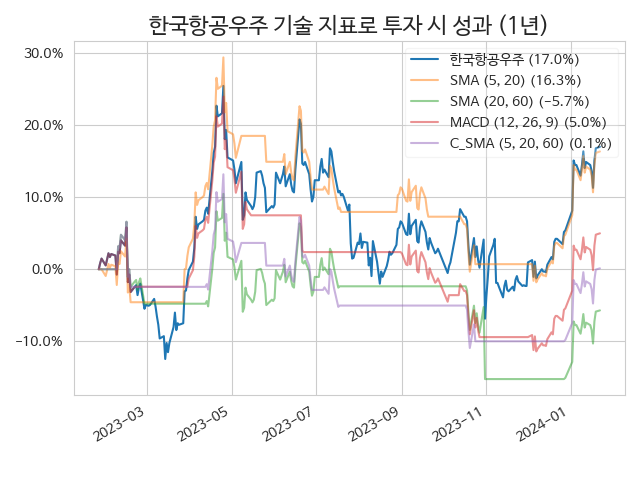 한국항공우주 기술 지표로 투자 시 성과 (1년)
30.0%
20.0%
10.0%
0.0%
−10.0%
한국항공우주 (17.0%)
SMA (5, 20) (16.3%)
SMA (20, 60) (−5.7%)
MACD (12, 26, 9) (5.0%)
C_SMA (5, 20, 60) (0.1%)
2023−03
2023−05
2023−07
2023−09
2023−11
2024−01